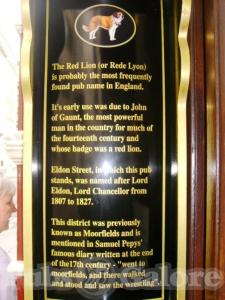 The Red Lion (or Rede Lyon)
is probably the most frequently
found pub name in England.
It's early use was due to John
of Gaunt, the most powerful
man in the country for much of
the fourteenth century and
whose badge was a red lion.
Eldon Street, in which this pub
stands, was named after Lord
Eldon, Lord Chancellor from
1807 to 1827.
This district was previously
known as Moorfields and is
mentioned in Samuel Pepys'
famous diary written at the end
of the17th century - "went to
moorfields, and there walked
and stood and saw the wrestling